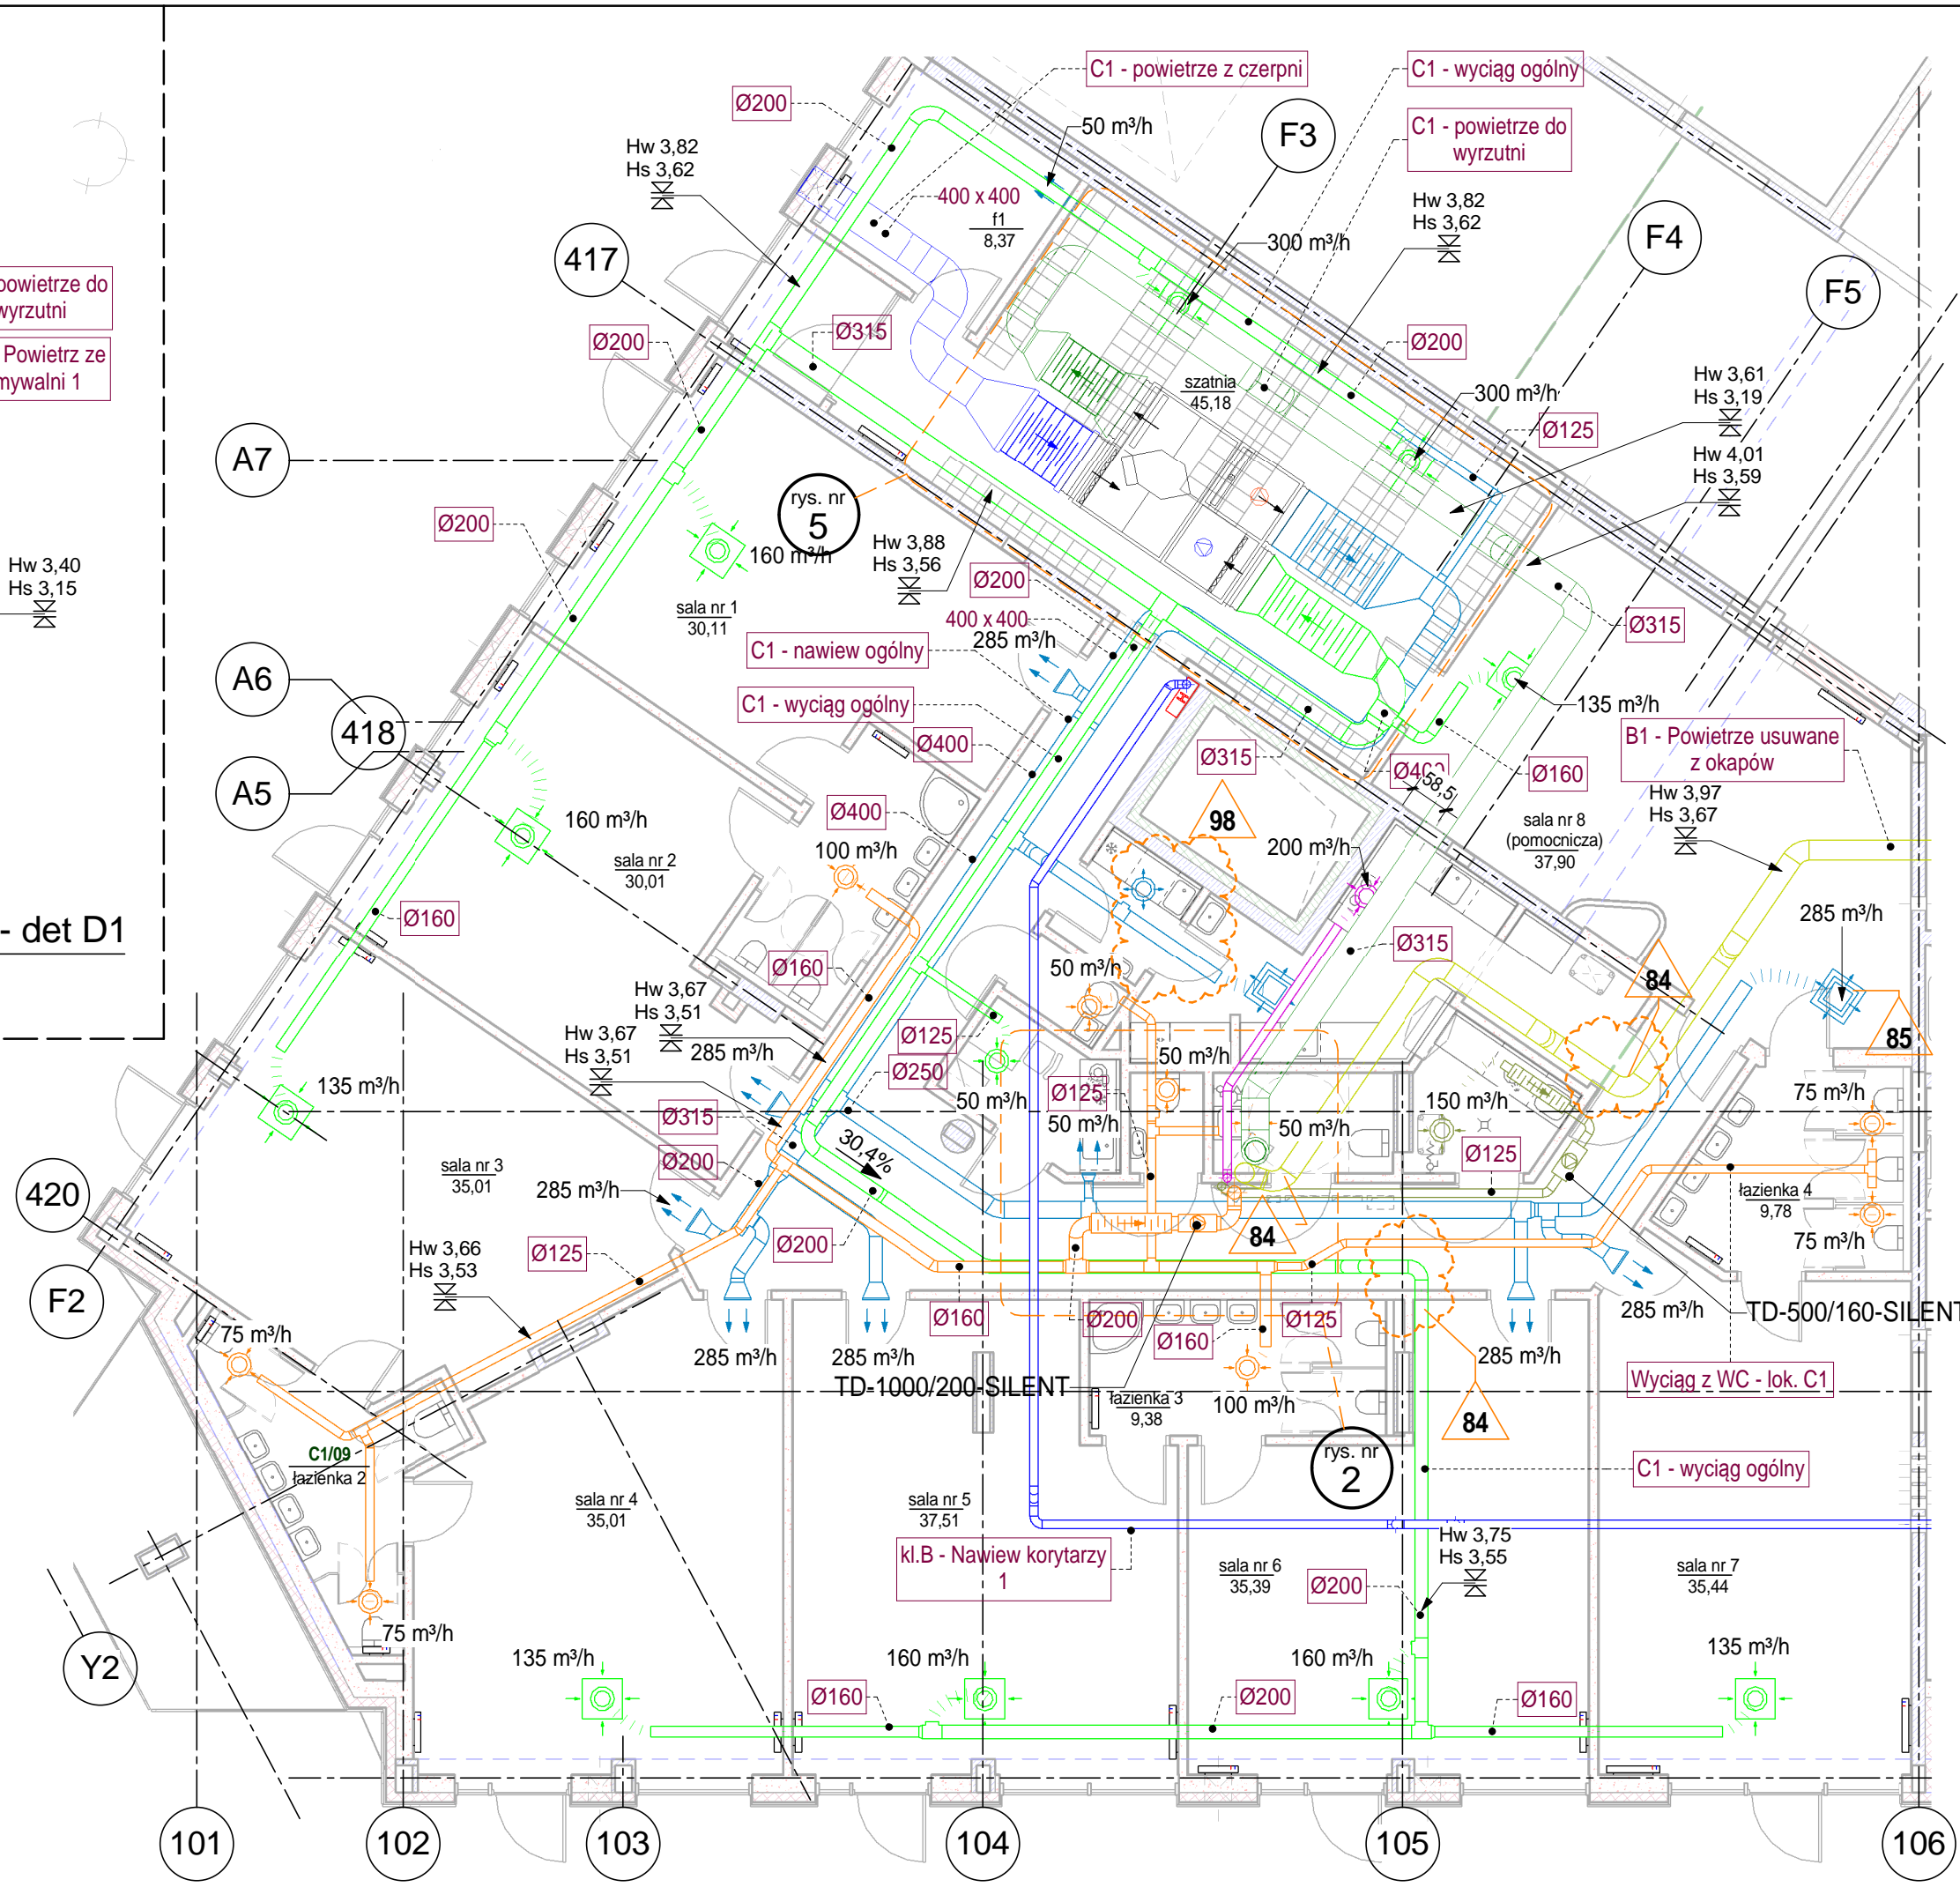 C1 - powietrze z czerpni
C1 - wyciąg ogólny
Ø200
50 m³/h
F3
C1 - powietrze do
wyrzutni
Hw 3,82
Hs 3,62
400 x 400
f1
8,37
Hw 3,82
Hs 3,62
F4
417
300 m³/h
F5
powietrze do
wyrzutni
Ø200
Ø315
Ø200
Powietrz ze
mywalni 1
szatnia
45,18
Hw 3,61
Hs 3,19
300 m³/h
Ø125
A7
Hw 4,01
Hs 3,59
rys. nr
5
Ø200
160 m³/h
Hw 3,88
Hs 3,56
Hw 3,40
Hs 3,15
Ø200
sala nr 1
30,11
400 x 400
285 m³/h
Ø315
C1 - nawiew ogólny
A6
135 m³/h
C1 - wyciąg ogólny
418
B1 - Powietrze usuwane
z okapów
Ø400
Ø315
Ø160
A5
58,5
Hw 3,97
Hs 3,67
Ø400
98
160 m³/h
sala nr 8
(pomocnicza)
37,90
100 m³/h
200 m³/h
sala nr 2
30,01
- det D1
Ø160
285 m³/h
Ø315
Ø160
50 m³/h
84
Hw 3,67
Hs 3,51
Hw 3,67
Hs 3,51
Ø125
85
285 m³/h
50 m³/h
Ø250
135 m³/h
Ø125
75 m³/h
50 m³/h
150 m³/h
Ø315
50 m³/h
50 m³/h
30,4%
Ø125
sala nr 3
35,01
Ø200
420
285 m³/h
łazienka 4
9,78
84
75 m³/h
Ø200
Hw 3,66
Hs 3,53
Ø125
F2
Ø160
Ø200
Ø125
285 m³/h
TD-500/160-SILENT
75 m³/h
Ø160
285 m³/h
285 m³/h
285 m³/h
TD-1000/200-SILENT
Wyciąg z WC - lok. C1
łazienka 3
9,38
100 m³/h
84
C1/09
łazienka 2
rys. nr
2
C1 - wyciąg ogólny
sala nr 4
35,01
sala nr 5
37,51
Hw 3,75
Hs 3,55
kl.B - Nawiew korytarzy
1
sala nr 6
35,39
Ø200
sala nr 7
35,44
75 m³/h
Y2
135 m³/h
160 m³/h
160 m³/h
135 m³/h
Ø160
Ø200
Ø160
101
102
103
104
105
106